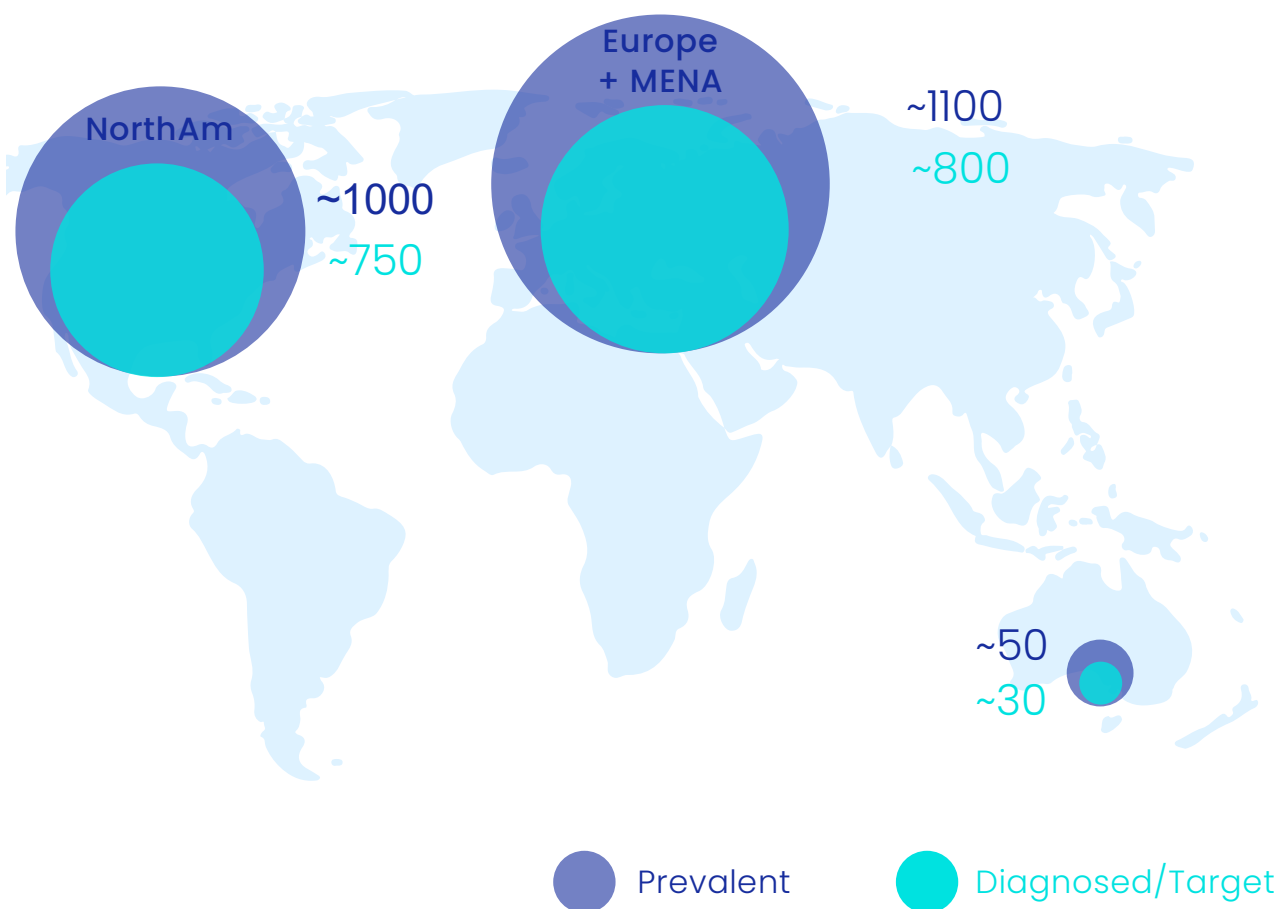 Europe
+ MENA
NorthAm
~1100
~800
~1000
~750
~50
~30
Prevalent
Diagnosed/Target